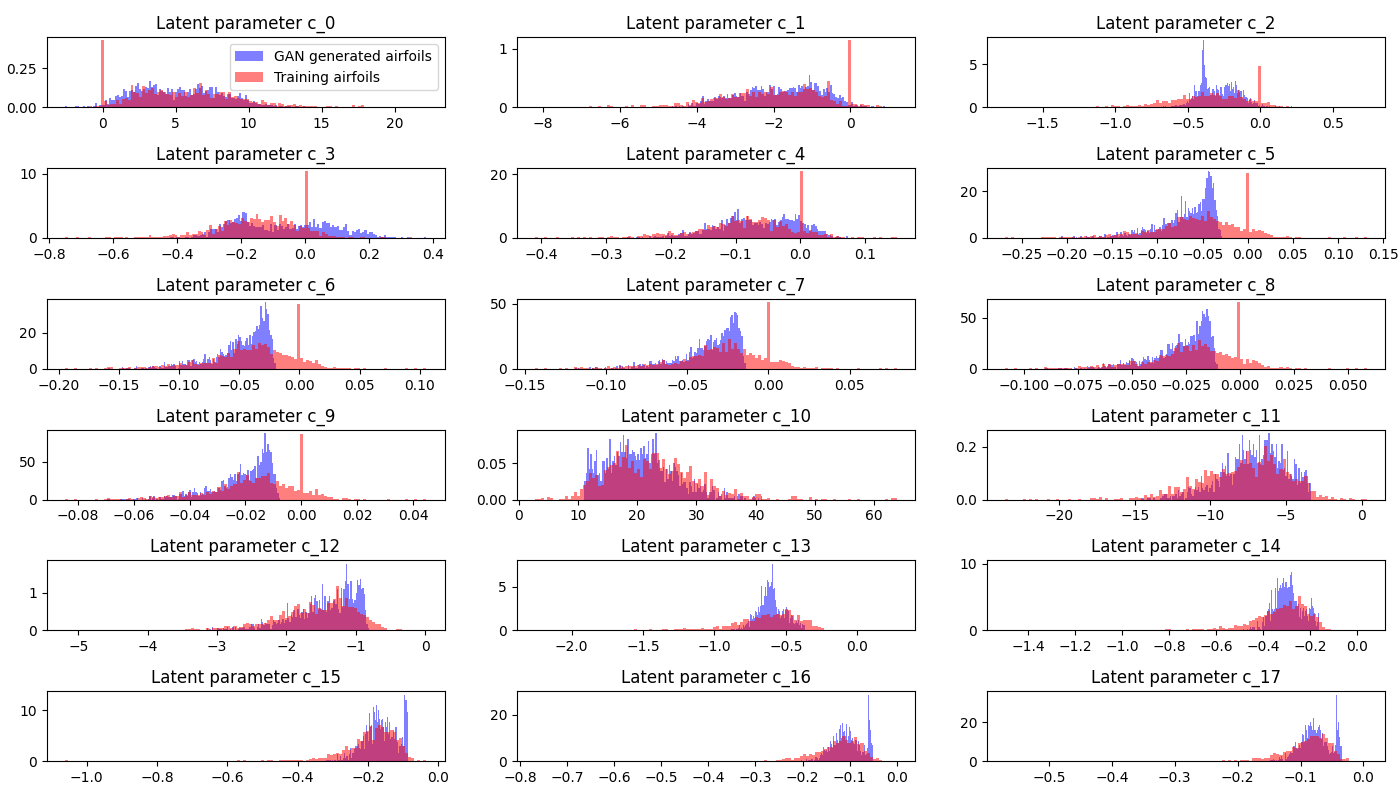 Latent parameter c_0 Latent parameter c_1 Latent parameter c_2
GAN generated airfoils
Training airfoils
0.25
0.00
1
0
5
0
0 5 10 15 20
−8 −6 −4 −2 0
−1.5 −1.0 −0.5 0.0 0.5
Latent parameter c_3 Latent parameter c_4 Latent parameter c_5
10
0
20
0
20
0
−0.8 −0.6 −0.4 −0.2 0.0 0.2 0.4
−0.4 −0.3 −0.2 −0.1 0.0 0.1
−0.25 −0.20 −0.15 −0.10 −0.05 0.00 0.05 0.10 0.15
Latent parameter c_6 Latent parameter c_7 Latent parameter c_8
20
0
50
0
50
0
−0.20 −0.15 −0.10 −0.05 0.00 0.05 0.10
−0.15 −0.10 −0.05 0.00 0.05
−0.100 −0.075 −0.050 −0.025 0.000 0.025 0.050
Latent parameter c_9 Latent parameter c_10 Latent parameter c_11
50
0
0.05
0.00
0.2
0.0
−0.08 −0.06 −0.04 −0.02 0.00 0.02 0.04
0 10 20 30 40 50 60
−20 −15 −10 −5 0
Latent parameter c_12 Latent parameter c_13 Latent parameter c_14
1
0
5
0
10
0
−5 −4 −3 −2 −1 0
−2.0 −1.5 −1.0 −0.5 0.0
−1.4 −1.2 −1.0 −0.8 −0.6 −0.4 −0.2 0.0
Latent parameter c_15 Latent parameter c_16 Latent parameter c_17
10
0
20
0
20
0
−1.0 −0.8 −0.6 −0.4 −0.2 0.0
−0.8 −0.7 −0.6 −0.5 −0.4 −0.3 −0.2 −0.1 0.0
−0.5 −0.4 −0.3 −0.2 −0.1 0.0